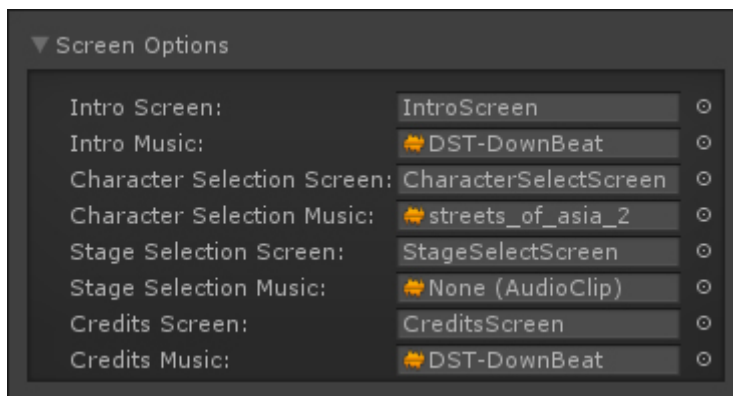 Screen Options
Intro Screen: IntroScreen
Intro Music: DST-DownBeat
Character Selection Screen: CharacterSelectScreen
Character Selection Music: streets_of_asia_2
Stage Selection Screen: StageSelectScreen
Stage Selection Music: None (AudioClip)
Credits Screen: CreditsScreen
Credits Music: DST-DownBeat